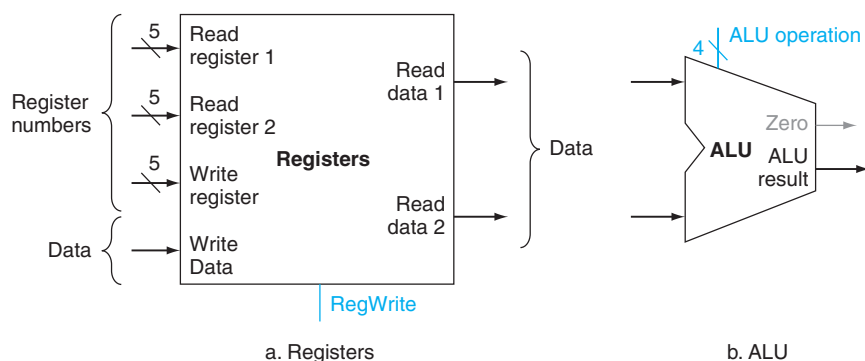 5
Read
register 1
5
Read
register 2
5
Write
register
Write
Data
Register
numbers
Data
Registers
Read
data 1
Read
data 2
Data
RegWrite
a. Registers
4
ALU operation
Zero
ALU
ALU
result
b. ALU